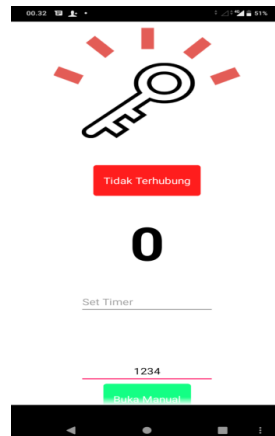 00.32 51%
Tidak Terhubung
0
Set Timer
1234
Buka Manual